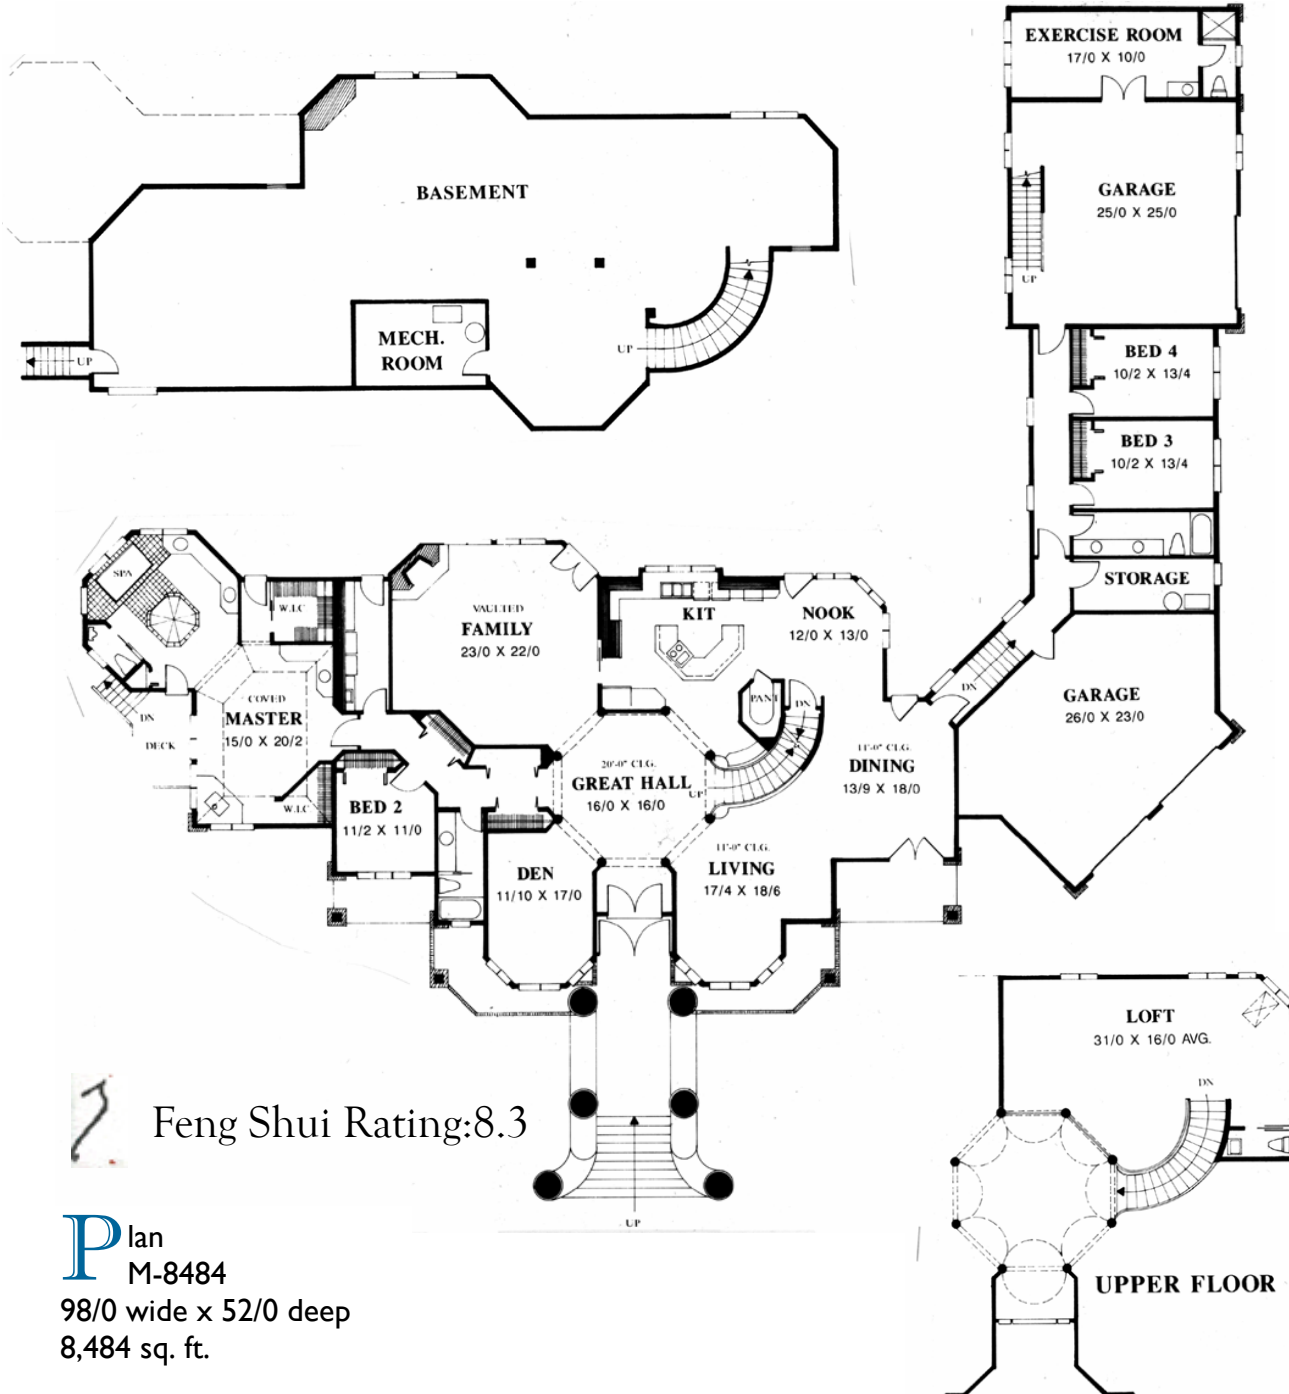 EXERCISE ROOM
17/0 X 10/0
GARAGE
25/0 X 25/0
UP
BASEMENT
MECH.
ROOM
UP
UP
BED 4
10/2 X 13/4
BED 3
10/2 X 13/4
STORAGE
GARAGE
26/0 X 23/0
DN
SPA
W.I.C
VAULTED
FAMILY
23/0 X 22/0
KIT
NOOK
12/0 X 13/0
PANT
DN
COVED
MASTER
15/0 X 20/2
DN
DECK
W.I.C
BED 2
11/2 X 11/0
20'-0" CLG.
GREAT HALL
16/0 X 16/0
UP
11'-0" CLG.
DINING
13/9 X 18/0
DEN
11/10 X 17/0
11'-0" CLG.
LIVING
17/4 X 18/6
UP
LOFT
31/0 X 16/0 AVG.
DN
UPPER FLOOR
Feng Shui Rating:8.3
Plan
M-8484
98/0 wide x 52/0 deep
8,484 sq. ft.